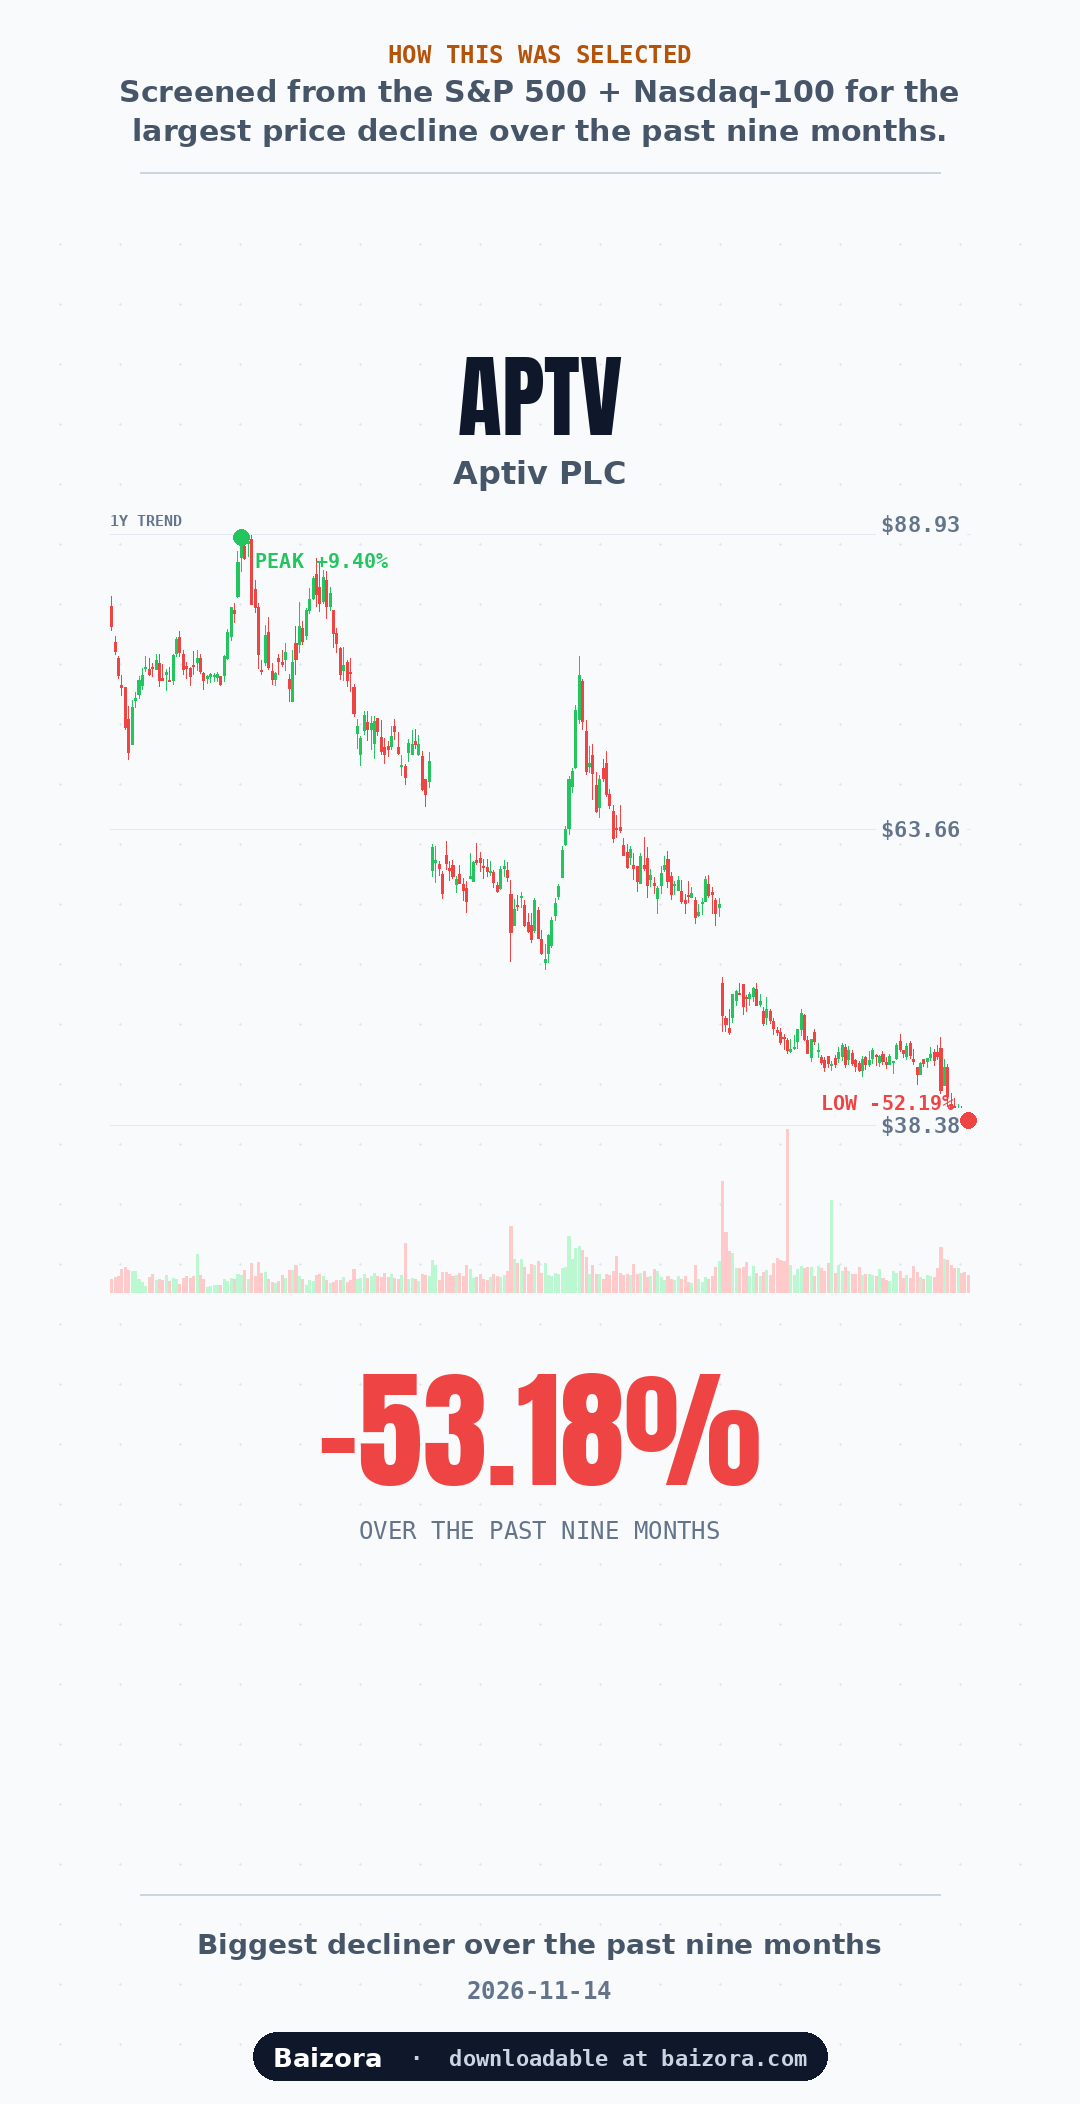 HOW THIS WAS SELECTED
Screened from the S&P 500 + Nasdaq-100 for the
largest price decline over the past nine months.
APTV
Aptiv PLC
1Y TREND
$88.93
PEAK +9.40%
$63.66
LOW -52.19%
$38.38
-53.18%
OVER THE PAST NINE MONTHS
Biggest decliner over the past nine months
2026-11-14
Baizora · downloadable at baizora.com